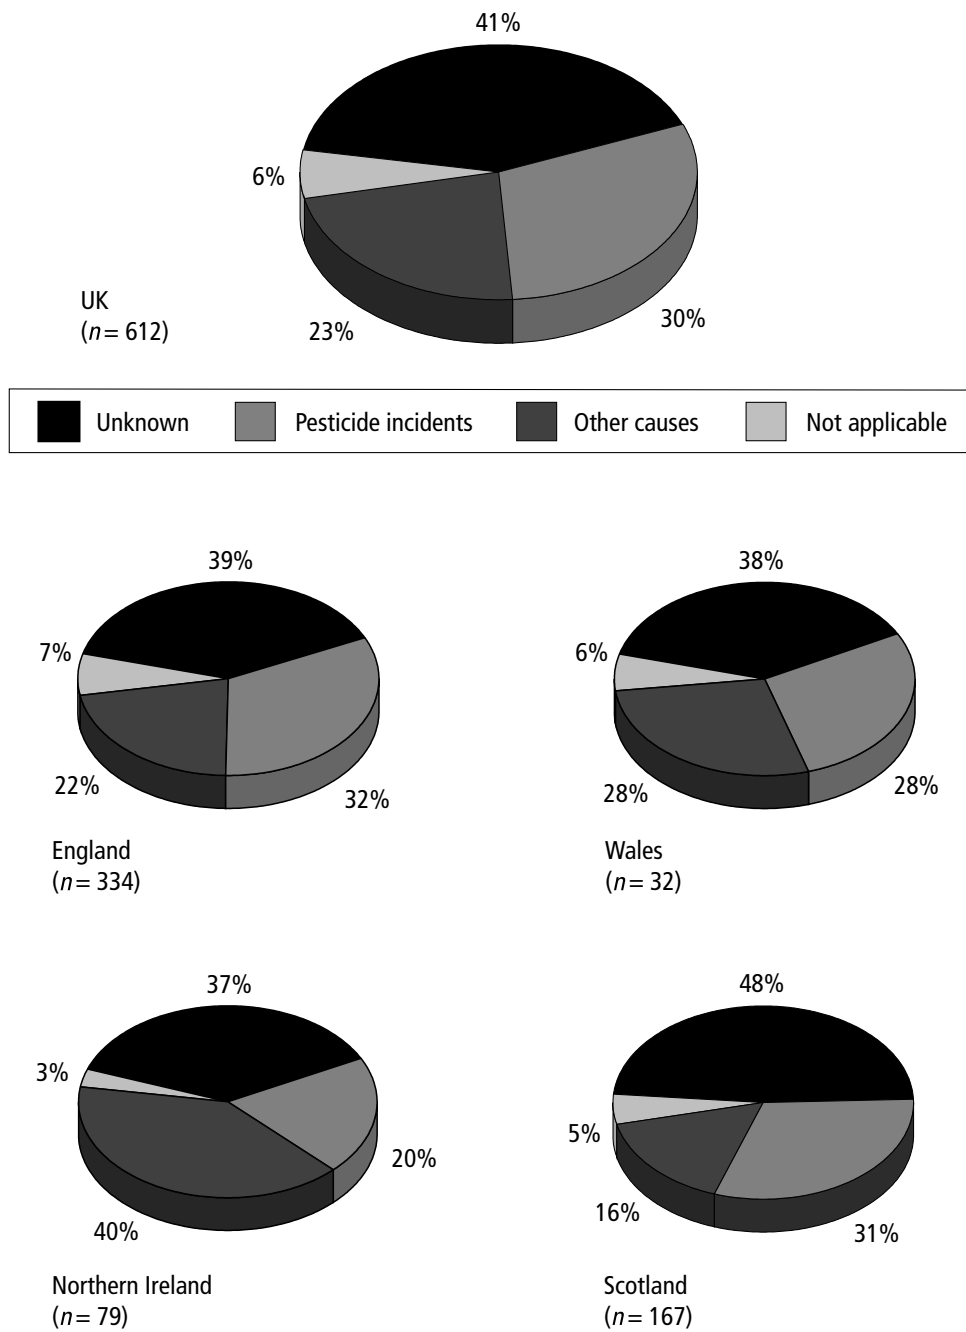 41%
6%
UK
(n = 612)
23%
30%
Unknown
Pesticide incidents
Other causes
Not applicable
39%
7%
22%
32%
England
(n = 334)
38%
6%
28%
28%
Wales
(n = 32)
37%
3%
20%
40%
Northern Ireland
(n = 79)
48%
5%
16%
31%
Scotland
(n = 167)